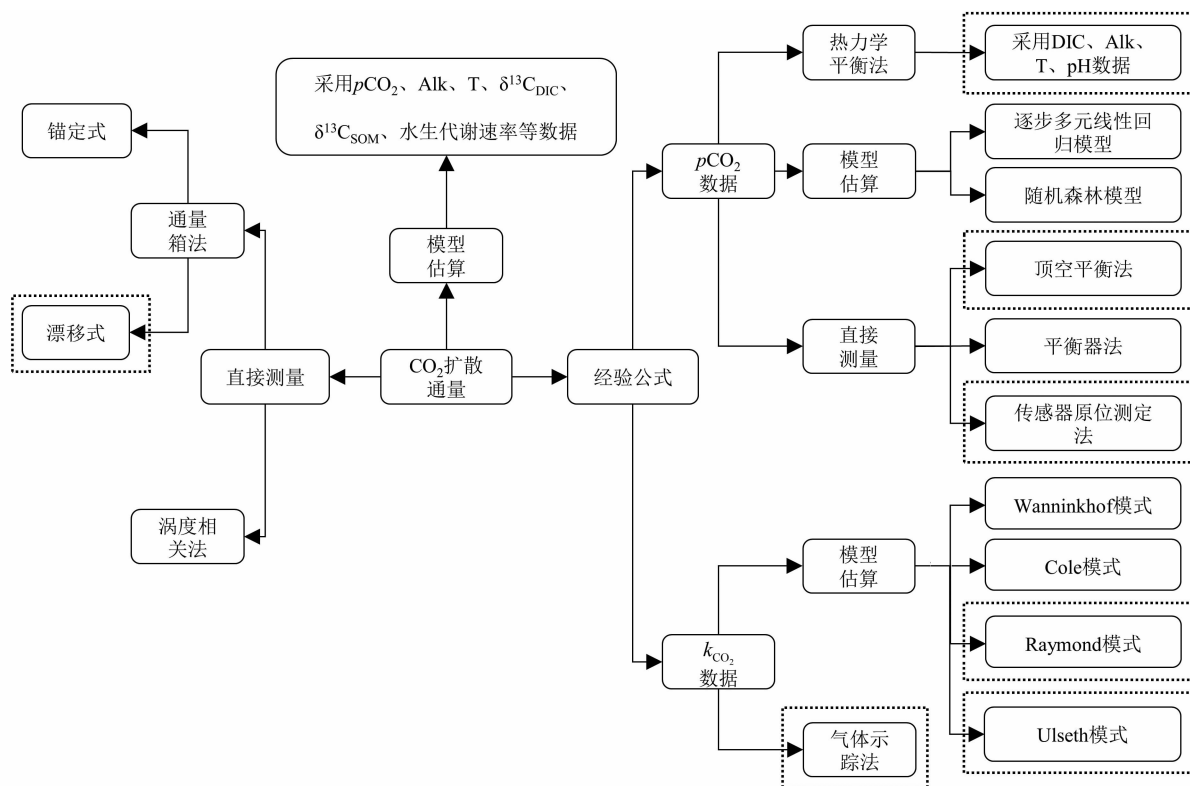 热力学
平衡法
采用DIC、Alk、
T、pH数据
采用pCO₂、Alk、T、δ¹³C_DIC、
δ¹³C_SOM、水生代谢速率等数据
锚定式
逐步多元线性回
归模型
pCO₂
数据
模型
估算
随机森林模型
通量
箱法
模型
估算
顶空平衡法
漂移式
直接
测量
平衡器法
直接测量
CO₂扩散
通量
经验公式
传感器原位测定
法
涡度相
关法
Wanninkhof模式
模型
估算
Cole模式
k_CO₂
数据
Raymond模式
气体示
踪法
Ulseth模式